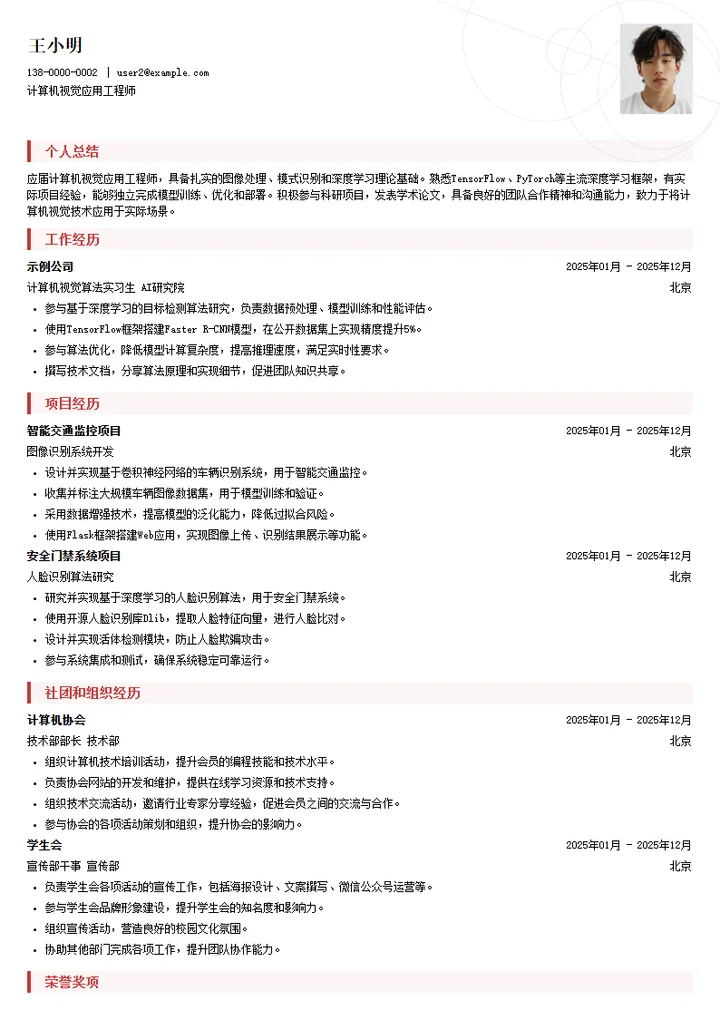 王小明
138-0000-0002 | user2@example.com
计算机视觉应用工程师
个人总结
应届计算机视觉应用工程师，具备扎实的图像处理、模式识别和深度学习理论基础。熟悉TensorFlow、PyTorch等主流深度学习框架，有实
际项目经验，能够独立完成模型训练、优化和部署。积极参与科研项目，发表学术论文，具备良好的团队合作精神和沟通能力，致力于将计
算机视觉技术应用于实际场景。
工作经历
示例公司 2025年01月 - 2025年12月
计算机视觉算法实习生 AI研究院 北京
• 参与基于深度学习的目标检测算法研究，负责数据预处理、模型训练和性能评估。
• 使用TensorFlow框架搭建Faster R-CNN模型，在公开数据集上实现精度提升5%。
• 参与算法优化，降低模型计算复杂度，提高推理速度，满足实时性要求。
• 撰写技术文档，分享算法原理和实现细节，促进团队知识共享。
项目经历
智能交通监控项目 2025年01月 - 2025年12月
图像识别系统开发 北京
• 设计并实现基于卷积神经网络的车辆识别系统，用于智能交通监控。
• 收集并标注大规模车辆图像数据集，用于模型训练和验证。
• 采用数据增强技术，提高模型的泛化能力，降低过拟合风险。
• 使用Flask框架搭建Web应用，实现图像上传、识别结果展示等功能。
安全门禁系统项目 2025年01月 - 2025年12月
人脸识别算法研究 北京
• 研究并实现基于深度学习的人脸识别算法，用于安全门禁系统。
• 使用开源人脸识别库Dlib，提取人脸特征向量，进行人脸比对。
• 设计并实现活体检测模块，防止人脸欺骗攻击。
• 参与系统集成和测试，确保系统稳定可靠运行。
社团和组织经历
计算机协会 2025年01月 - 2025年12月
技术部部长 技术部 北京
• 组织计算机技术培训活动，提升会员的编程技能和技术水平。
• 负责协会网站的开发和维护，提供在线学习资源和技术支持。
• 组织技术交流活动，邀请行业专家分享经验，促进会员之间的交流与合作。
• 参与协会的各项活动策划和组织，提升协会的影响力。
学生会 2025年01月 - 2025年12月
宣传部干事 宣传部 北京
• 负责学生会各项活动的宣传工作，包括海报设计、文案撰写、微信公众号运营等。
• 参与学生会品牌形象建设，提升学生会的知名度和影响力。
• 组织宣传活动，营造良好的校园文化氛围。
• 协助其他部门完成各项工作，提升团队协作能力。
荣誉奖项